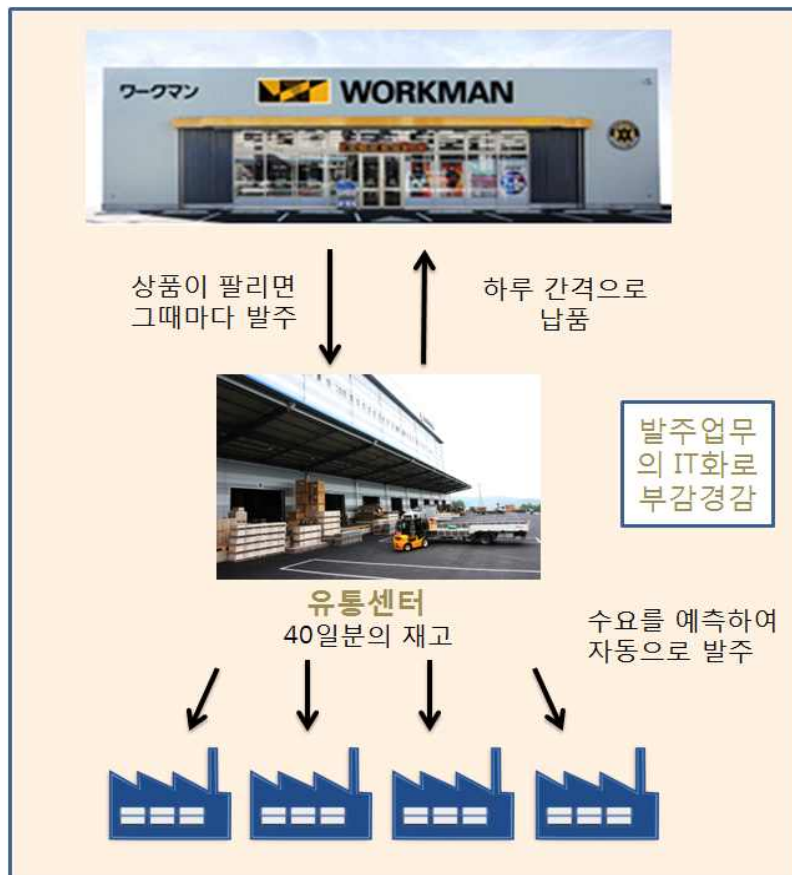 ワークマン WORKMAN
상품이 팔리면
그때마다 발주
하루 간격으로
납품
발주업무
의 IT화로
부감경감
유통센터
40일분의 재고
수요를 예측하여
자동으로 발주